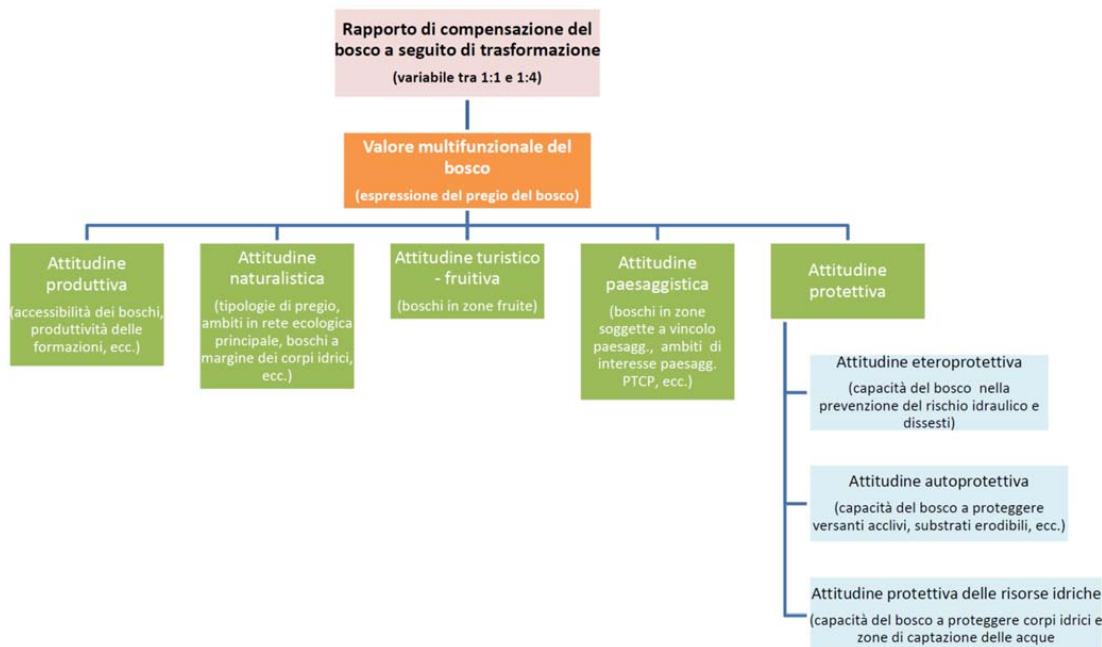 Rapporto di compensazione del
bosco a seguito di trasformazione
(variabile tra 1:1 e 1:4)
Valore multifunzionale del
bosco
(espressione del pregio del bosco)
Attitudine
produttiva
(accessibilità dei boschi,
produttività delle
formazioni, ecc.)
Attitudine
naturalistica
(tipologie di pregio,
ambiti in rete ecologica
principale, boschi a
margine dei corpi idrici,
ecc.)
Attitudine turistico
- fruitiva
(boschi in zone fruite)
Attitudine
paesaggistica
(boschi in zone
soggette a vincolo
paesagg., ambiti di
interesse paesagg.
PTCP, ecc.)
Attitudine
protettiva
Attitudine eteroprotettiva
(capacità del bosco nella
prevenzione del rischio idraulico e
dissesti)
Attitudine autoprotettiva
(capacità del bosco a proteggere
versanti acclivi, substrati erodibili, ecc.)
Attitudine protettiva delle risorse idriche
(capacità del bosco a proteggere corpi idrici e
zone di captazione delle acque